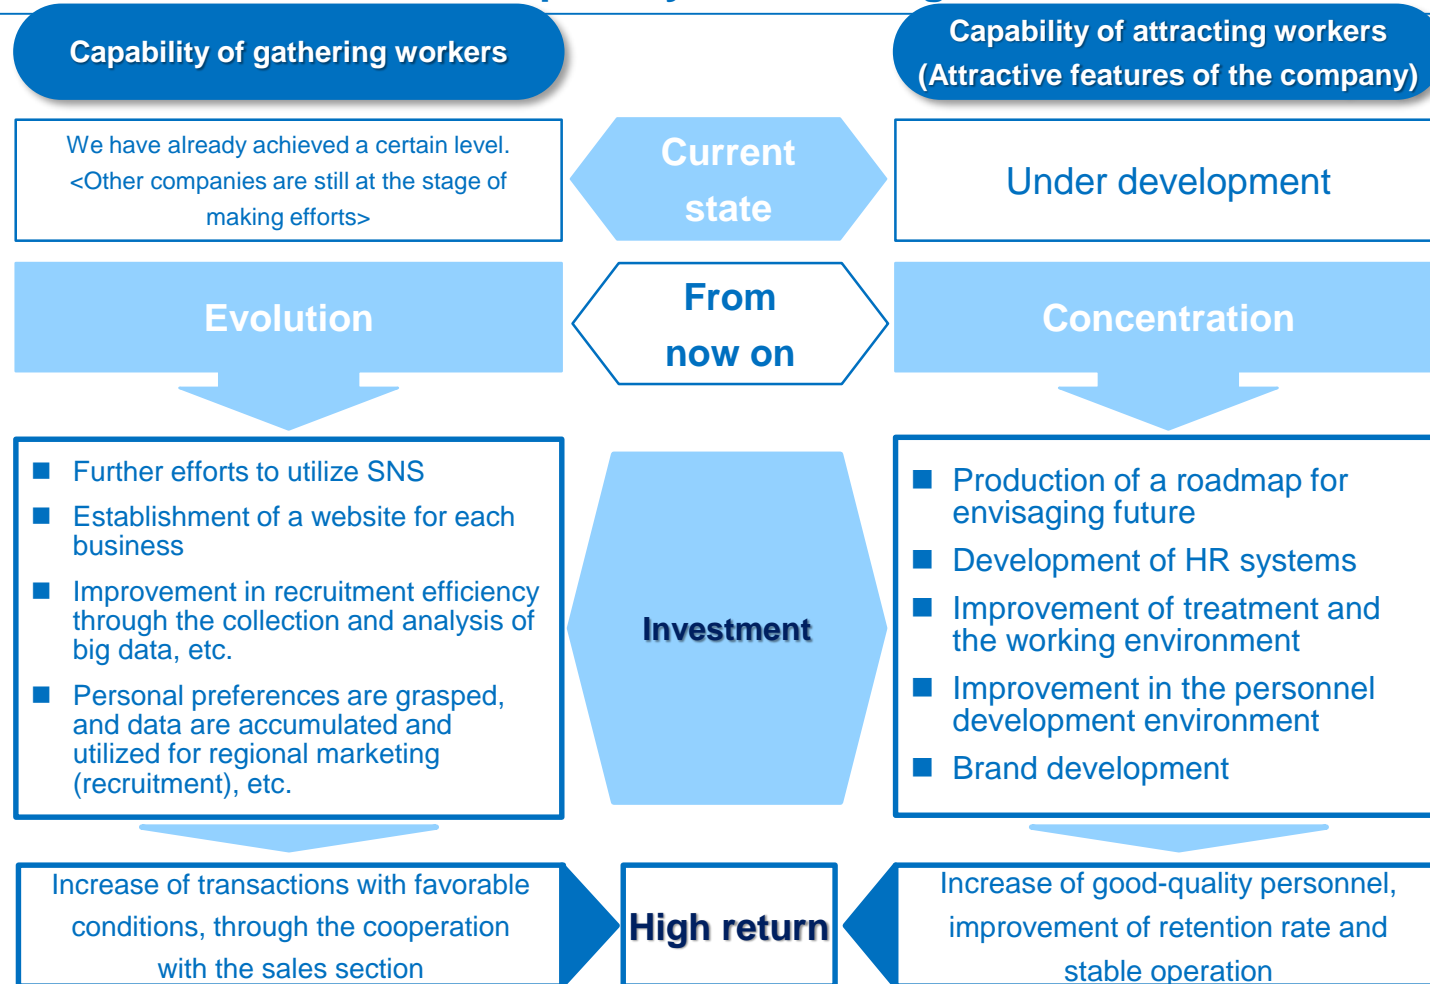 Capability of gathering workers
Capability of attracting workers
(Attractive features of the company)
We have already achieved a certain level.
<Other companies are still at the stage of
making efforts>
Current
state
Under development
Evolution
From
now on
Concentration
■ Further efforts to utilize SNS
■ Establishment of a website for each
business
■ Improvement in recruitment efficiency
through the collection and analysis of
big data, etc.
■ Personal preferences are grasped,
and data are accumulated and
utilized for regional marketing
(recruitment), etc.
Investment
■ Production of a roadmap for
envisaging future
■ Development of HR systems
■ Improvement of treatment and
the working environment
■ Improvement in the personnel
development environment
■ Brand development
Increase of transactions with favorable
conditions, through the cooperation
with the sales section
High return
Increase of good-quality personnel,
improvement of retention rate and
stable operation